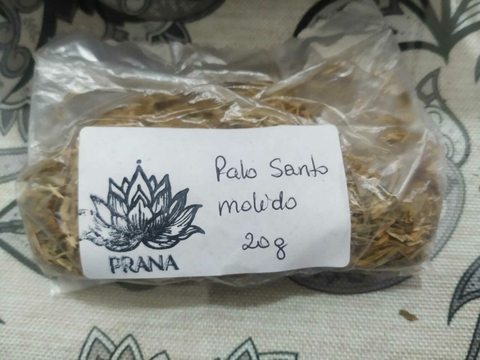 Palo Santo
molido
20g
PRANA